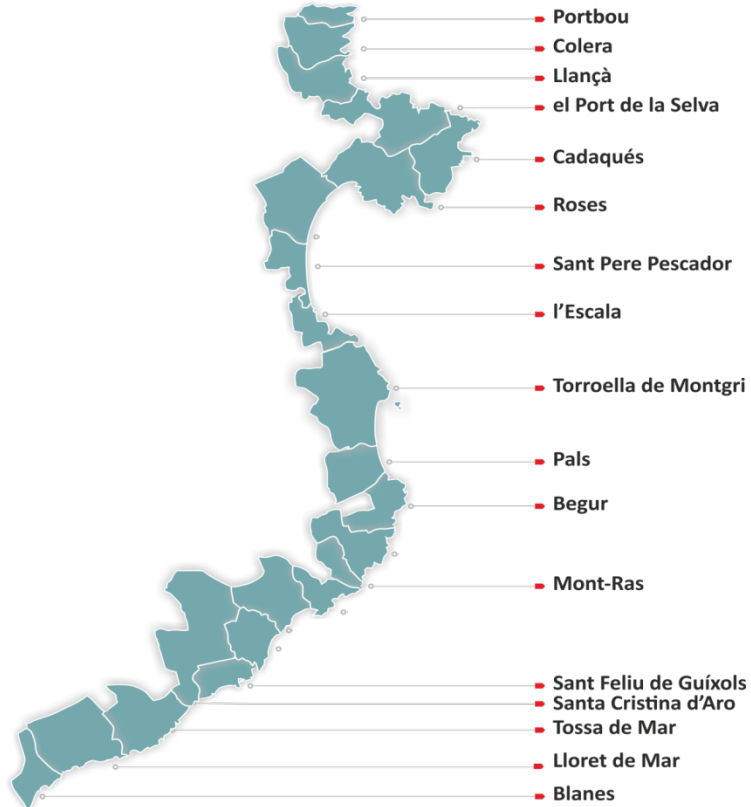 Portbou
Colera
Llançà
el Port de la Selva
Cadaqués
Roses
Sant Pere Pescador
l’Escala
Torroella de Montgri
Pals
Begur
Mont-Ras
Sant Feliu de Guíxols
Santa Cristina d’Aro
Tossa de Mar
Lloret de Mar
Blanes